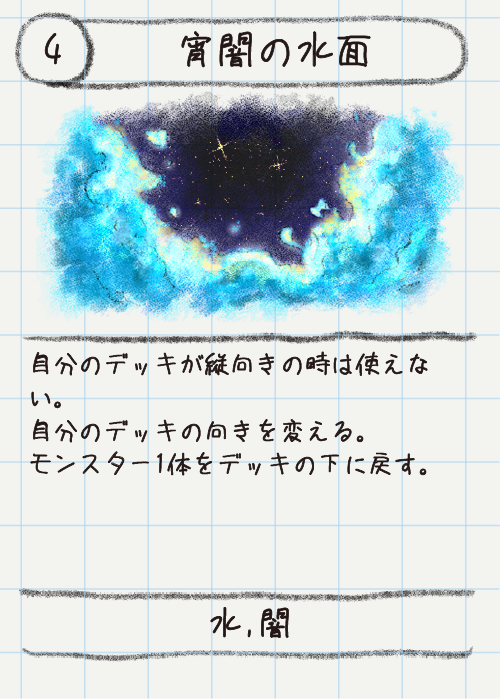 4
宵闇の水面
自分のデッキが縦向きの時は使えな
い。
自分のデッキの向きを変える。
モンスター1体をデッキの下に戻す。
水,闇